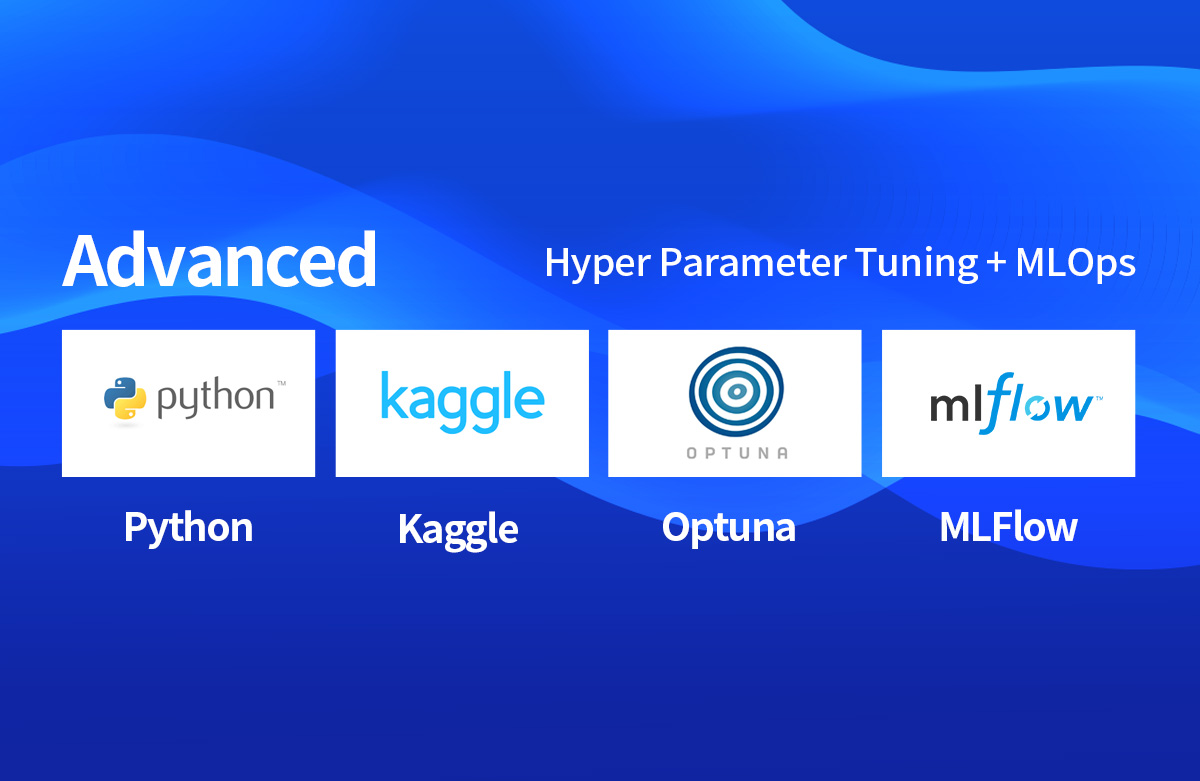 Advanced
Hyper Parameter Tuning + MLOps
python™
kaggle
OPTUNA
mlflow™
Python
Kaggle
Optuna
MLFlow